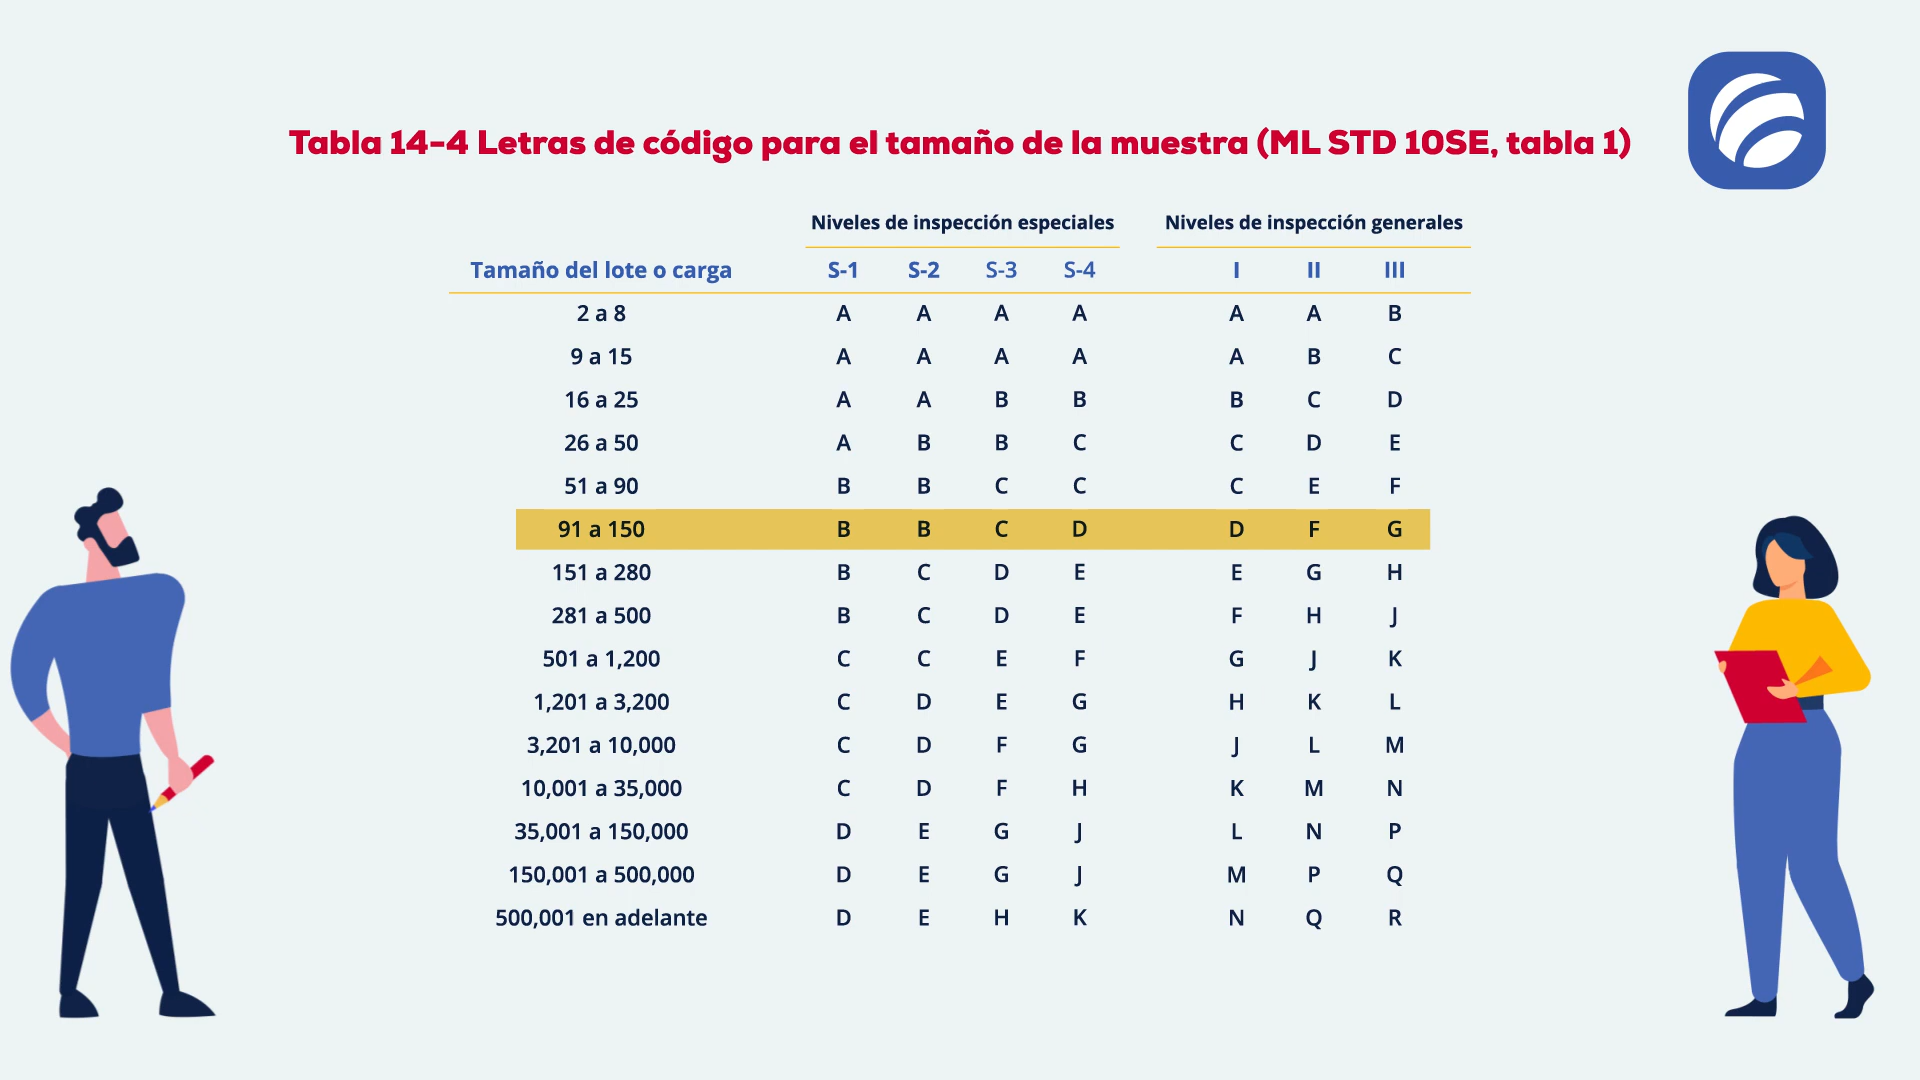 Tabla 14-4 Letras de código para el tamaño de la muestra (ML STD 10SE, tabla 1)
Niveles de inspección especiales Niveles de inspección generales
Tamaño del lote o carga S-1 S-2 S-3 S-4 I II III
2 a 8 A A A A A A B
9 a 15 A A A A A B C
16 a 25 A A B B B C D
26 a 50 A B B C C D E
51 a 90 B B C C C E F
91 a 150 B B C D D F G
151 a 280 B C D E E G H
281 a 500 B C D E F H J
501 a 1,200 C C E F G J K
1,201 a 3,200 C D E G H K L
3,201 a 10,000 C D F G J L M
10,001 a 35,000 C D F H K M N
35,001 a 150,000 D E G J L N P
150,001 a 500,000 D E G J M P Q
500,001 en adelante D E H K N Q R